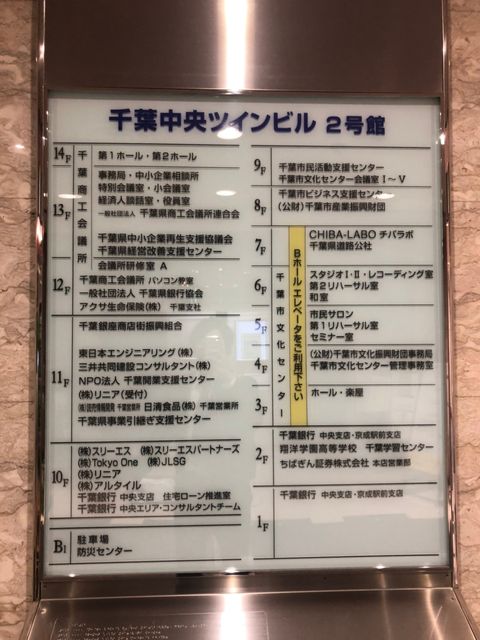 千葉中央ツインビル 2号館
14F 千葉商工会議所
第1ホール・第2ホール
13F
事務局・中小企業相談所
特別会議室・小会議室
経済人談話室・役員室
一般社団法人 千葉県商工会議所連合会
千葉県中小企業再生支援協議会
千葉県経営改善支援センター
12F
会議所研修室 A
千葉商工会議所 パソコン教室
一般社団法人 千葉県銀行協会
アクサ生命保険(株) 千葉支社
11F
千葉銀座商店街振興組合
東日本エンジニアリング(株)
三井共同建設コンサルタント(株)
NPO法人 千葉開業支援センター
(株)リニア(受付)
(株)読売情報開発 千葉営業所 日清食品(株)千葉営業所
千葉県事業引継ぎ支援センター
10F
(株)スリーエス (株)スリーエスパートナーズ
(株)Tokyo One (株)JLSG
(株)リニア
(株)アルタイル
千葉銀行 中央支店 住宅ローン推進室
千葉銀行 中央エリア・コンサルタントチーム
B1
駐車場
防災センター
9F
千葉市民活動支援センター
千葉市文化センター会議室 Ⅰ～Ⅴ
8F
千葉市ビジネス支援センター
(公財)千葉市産業振興財団
7F
CHIBA-LABO チバラボ
千葉県道路公社
Bホールエレベータをご利用下さい
千葉市文化センター
6F
スタジオⅠ・Ⅱ・レコーディング室
第2リハーサル室
和室
5F
市民サロン
第1リハーサル室
セミナー室
4F
(公財)千葉市文化振興財団事務局
千葉市文化センター管理事務室
3F
ホール・楽屋
2F
千葉銀行 中央支店・京成駅前支店
翔洋学園高等学校 千葉学習センター
ちばぎん証券株式会社 本店営業部
1F
千葉銀行 中央支店・京成駅前支店